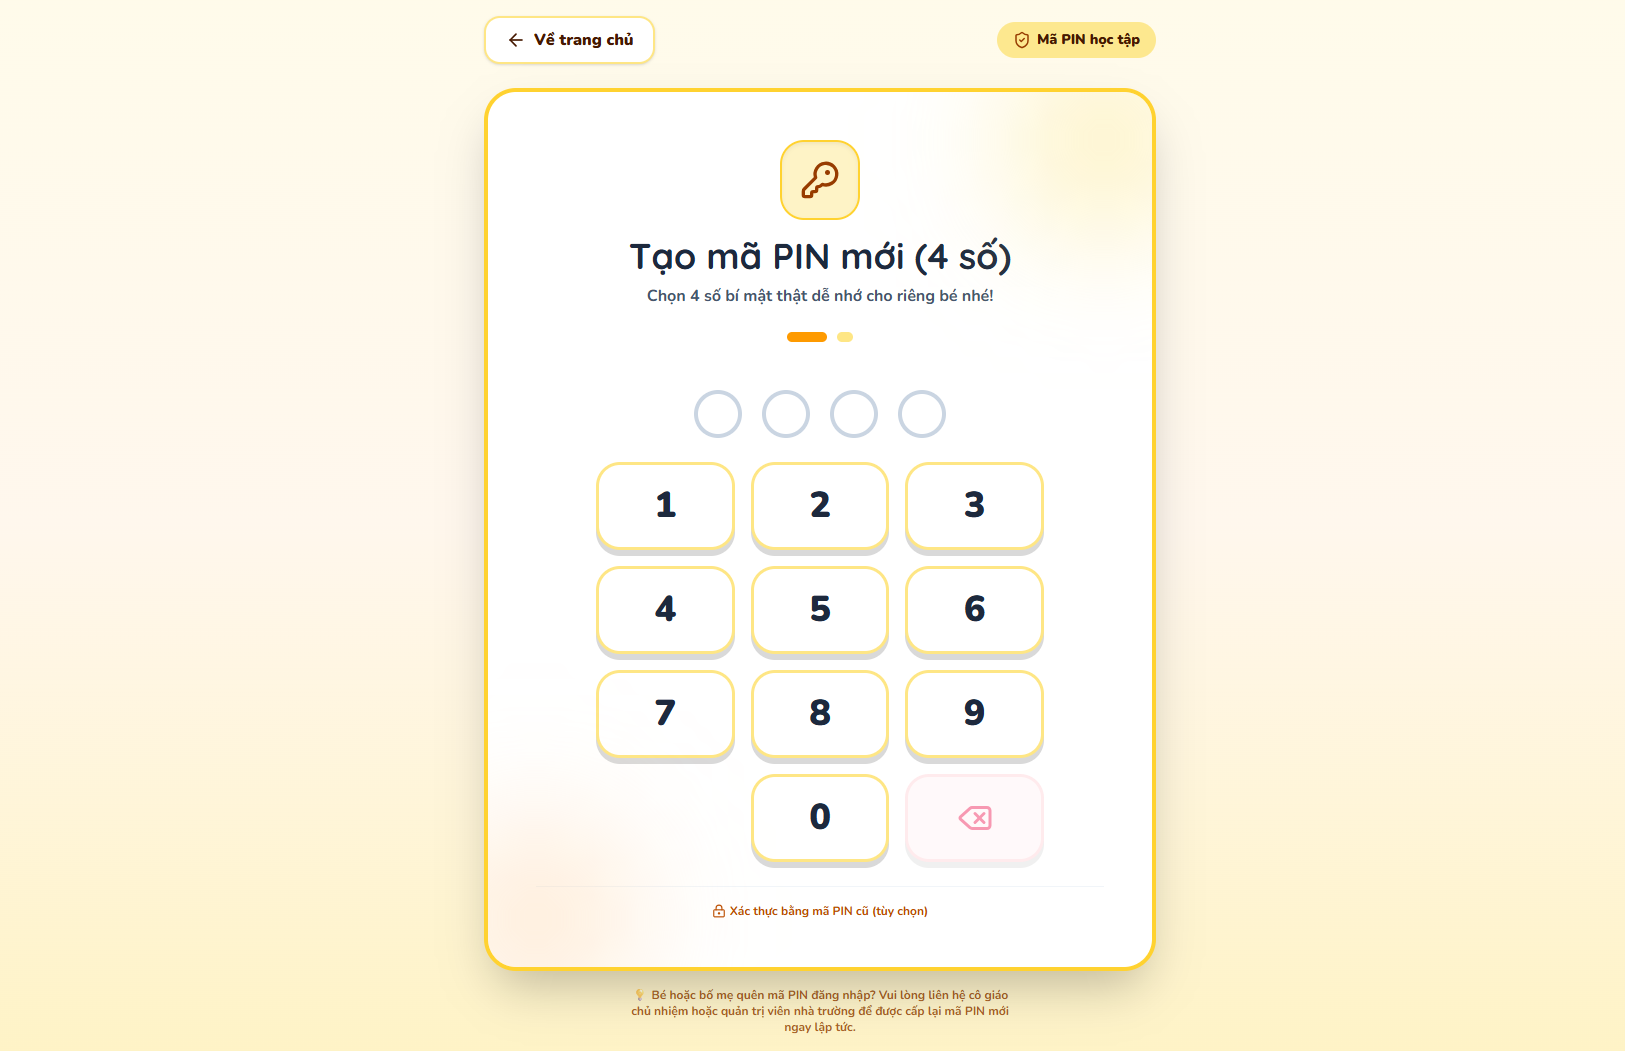 Về trang chủ
Mã PIN học tập
Tạo mã PIN mới (4 số)
Chọn 4 số bí mật thật dễ nhớ cho riêng bé nhé!
1 2 3
4 5 6
7 8 9
0
Xác thực bằng mã PIN cũ (tùy chọn)
Bé hoặc bố mẹ quên mã PIN đăng nhập? Vui lòng liên hệ cô giáo
chủ nhiệm hoặc quản trị viên nhà trường để được cấp lại mã PIN mới
ngay lập tức.